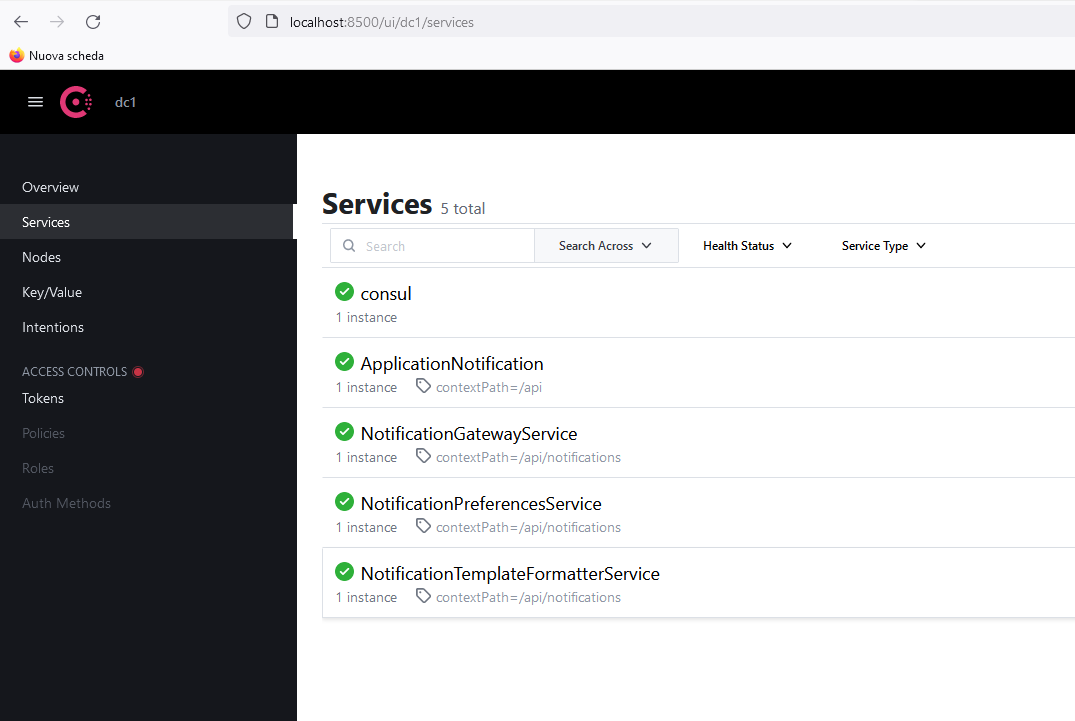 localhost:8500/ui/dc1/services
Nuova scheda
dc1
Overview
Services
Nodes
Key/Value
Intentions
ACCESS CONTROLS
Tokens
Policies
Roles
Auth Methods
Services 5 total
Search Search Across Health Status Service Type
consul
1 instance
ApplicationNotification
1 instance contextPath=/api
NotificationGatewayService
1 instance contextPath=/api/notifications
NotificationPreferencesService
1 instance contextPath=/api/notifications
NotificationTemplateFormatterService
1 instance contextPath=/api/notifications